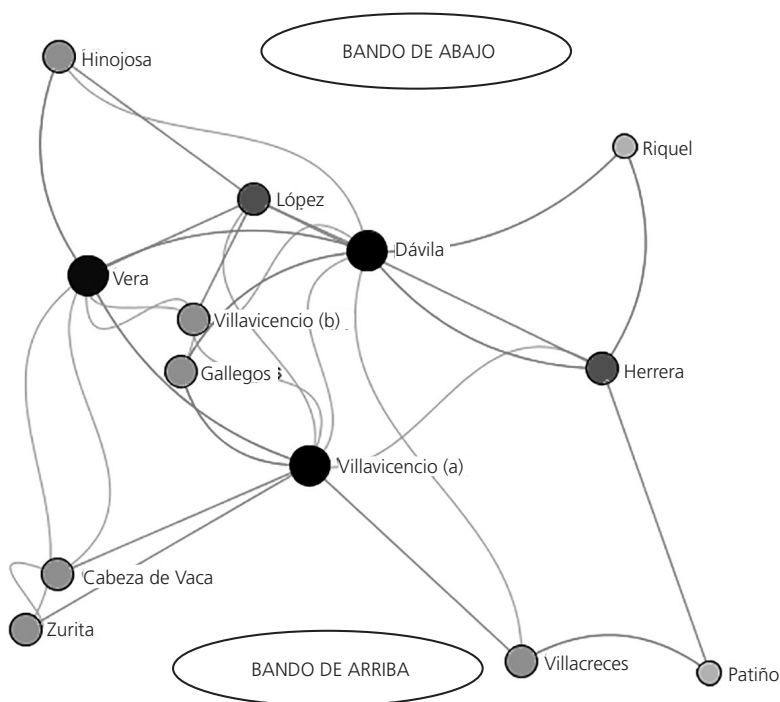 BANDO DE ABAJO
Hinojosa
Riquel
López
Dávila
Vera
Villavicencio (b)
Gallegos
Herrera
Villavicencio (a)
Cabeza de Vaca
Zurita
BANDO DE ARRIBA
Villacreces
Patiño